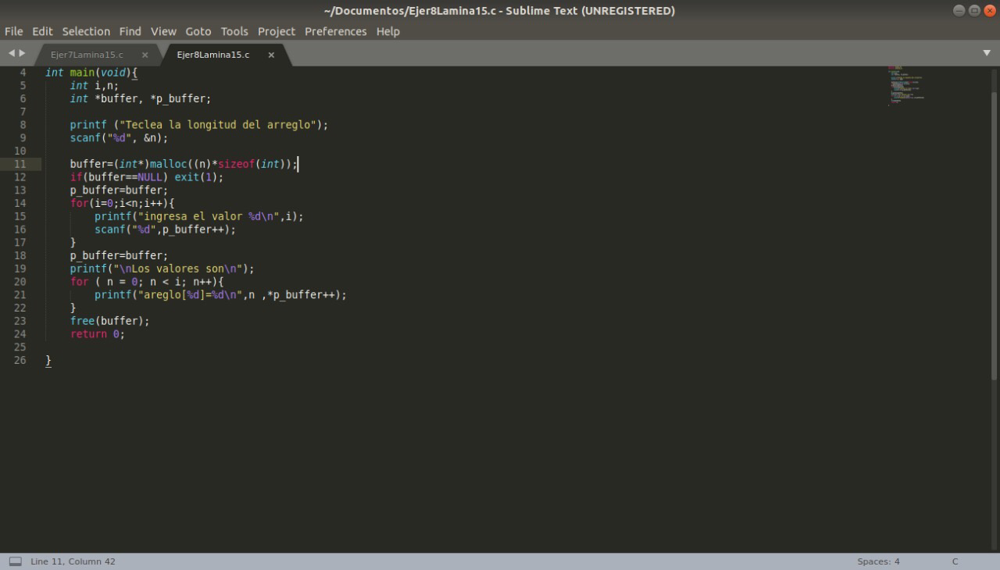 ~/Documentos/Ejer8Lamina15.c - Sublime Text (UNREGISTERED)
File Edit Selection Find View Goto Tools Project Preferences Help
Ejer7Lamina15.c × Ejer8Lamina15.c ×
4 int main(void){
5     int i,n;
6     int *buffer, *p_buffer;
7
8     printf ("Teclea la longitud del arreglo");
9     scanf("%d", &n);
10
11     buffer=(int*)malloc((n)*sizeof(int));
12     if(buffer==NULL) exit(1);
13     p_buffer=buffer;
14     for(i=0;i<n;i++){
15         printf("ingresa el valor %d\n",i);
16         scanf("%d",p_buffer++);
17     }
18     p_buffer=buffer;
19     printf("\nLos valores son\n");
20     for ( n = 0; n < i; n++){
21         printf("areglo[%d]=%d\n",n ,*p_buffer++);
22     }
23     free(buffer);
24     return 0;
25
26 }
Line 11, Column 42 Spaces: 4 C